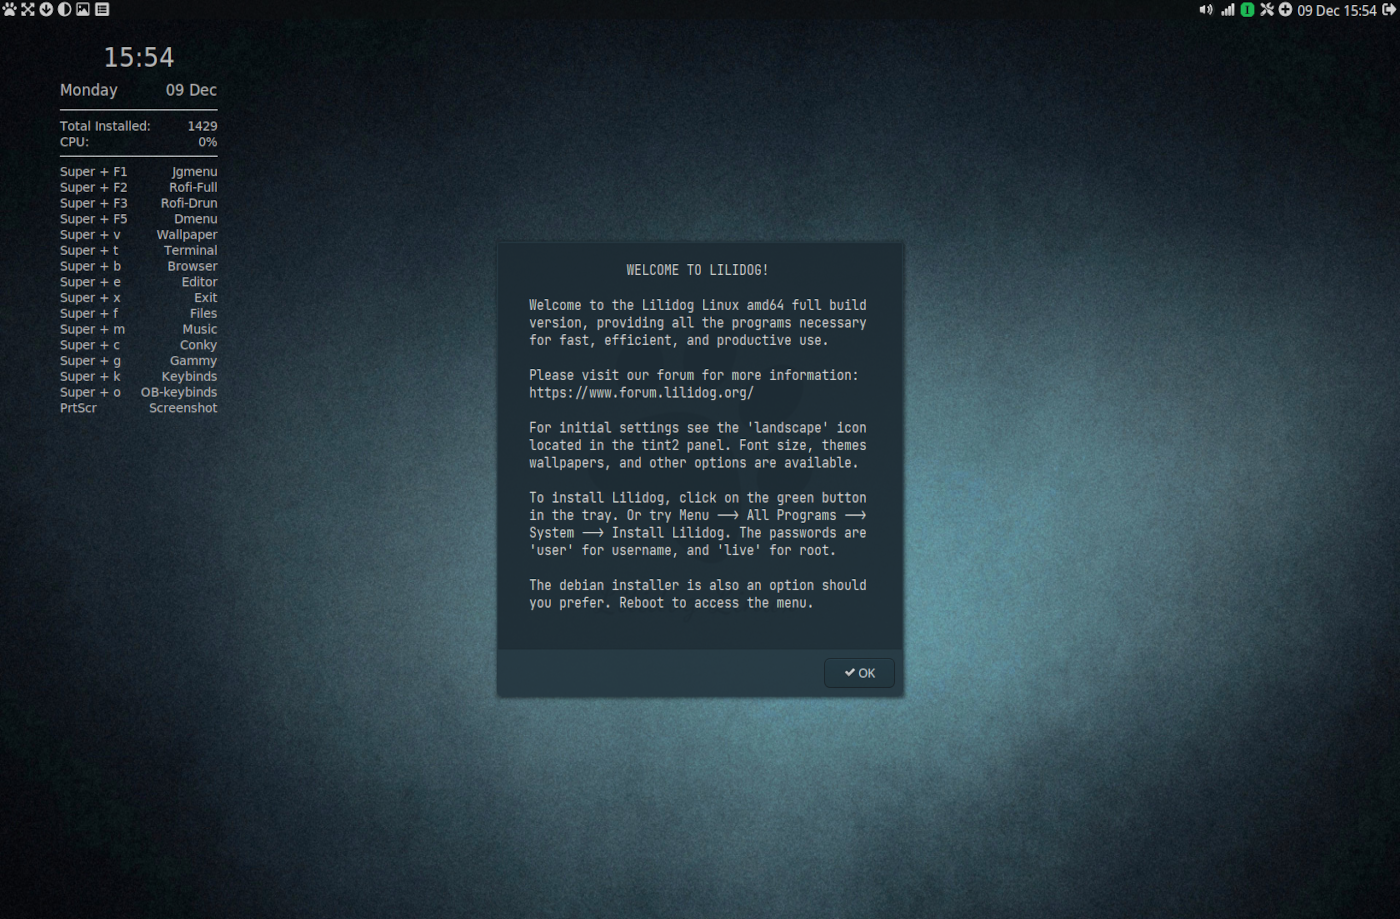 09 Dec 15:54
15:54
Monday 09 Dec
Total Installed: 1429
CPU: 0%
Super + F1 Jgmenu
Super + F2 Rofi-Full
Super + F3 Rofi-Drun
Super + F5 Dmenu
Super + v Wallpaper
Super + t Terminal
Super + b Browser
Super + e Editor
Super + x Exit
Super + f Files
Super + m Music
Super + c Conky
Super + g Gammy
Super + k Keybinds
Super + o OB-keybinds
PrtScr Screenshot
WELCOME TO LILIDOG!
Welcome to the Lilidog Linux amd64 full build
version, providing all the programs necessary
for fast, efficient, and productive use.
Please visit our forum for more information:
https://www.forum.lilidog.org/
For initial settings see the 'landscape' icon
located in the tint2 panel. Font size, themes
wallpapers, and other options are available.
To install Lilidog, click on the green button
in the tray. Or try Menu ⟶ All Programs ⟶
System ⟶ Install Lilidog. The passwords are
'user' for username, and 'live' for root.
The debian installer is also an option should
you prefer. Reboot to access the menu.
OK